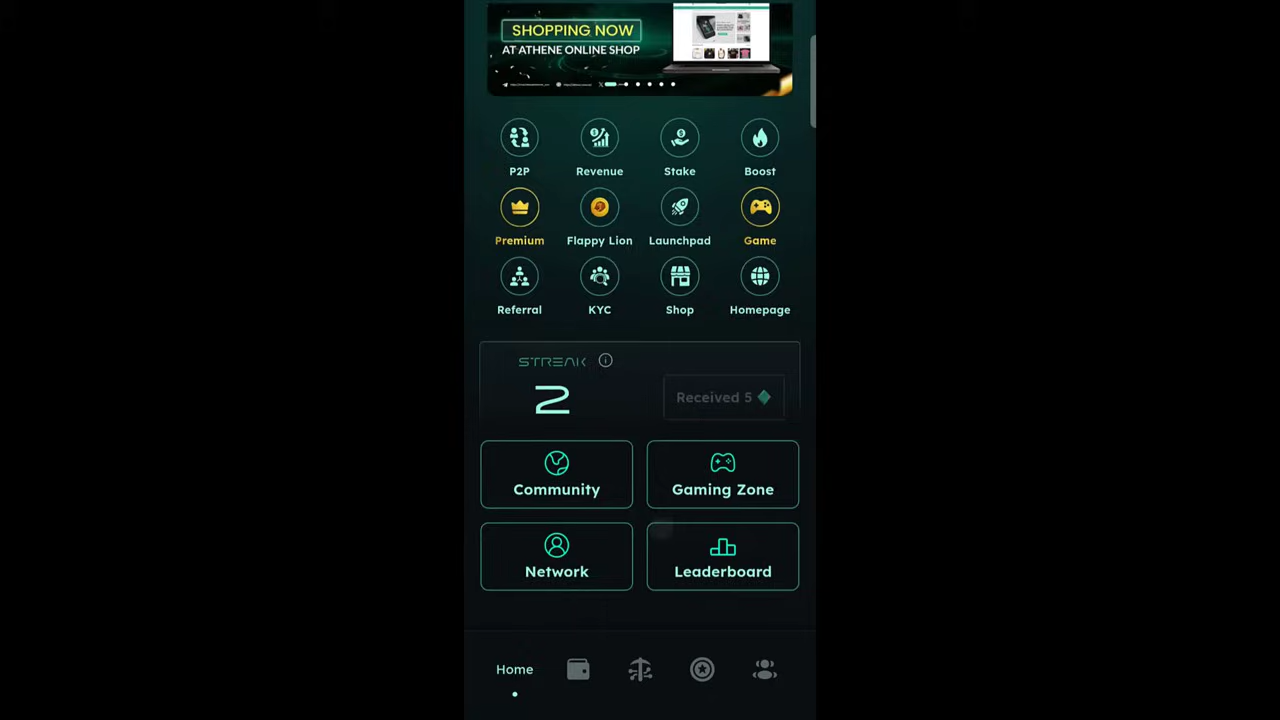 SHOPPING NOW
AT ATHENE ONLINE SHOP
P2P
Revenue
Stake
Boost
Premium
Flappy Lion
Launchpad
Game
Referral
KYC
Shop
Homepage
STREAK
2
Received 5
Community
Gaming Zone
Network
Leaderboard
Home